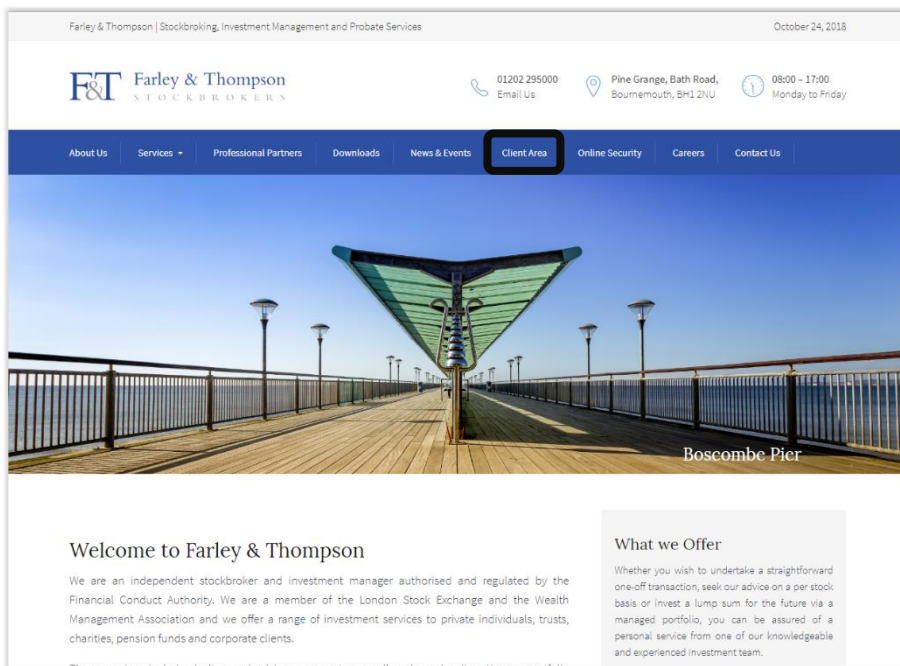 Farley & Thompson | Stockbroking, Investment Management and Probate Services
October 24, 2018
F&T
Farley & Thompson
STOCKBROKERS
01202 295000
Email Us
Pine Grange, Bath Road,
Bournemouth, BH1 2NU
08:00 – 17:00
Monday to Friday
About Us
Services
Professional Partners
Downloads
News & Events
Client Area
Online Security
Careers
Contact Us
Boscombe Pier
Welcome to Farley & Thompson
We are an independent stockbroker and investment manager authorised and regulated by the
Financial Conduct Authority. We are a member of the London Stock Exchange and the Wealth
Management Association and we offer a range of investment services to private individuals, trusts,
charities, pension funds and corporate clients.
What we Offer
Whether you wish to undertake a straightforward
one-off transaction, seek our advice on a per stock
basis or invest a lump sum for the future via a
managed portfolio, you can be assured of a
personal service from one of our knowledgeable
and experienced investment team.